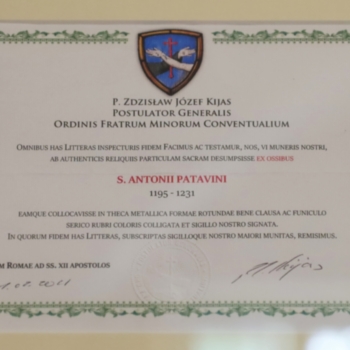 P. Zdzisław Józef Kijas
Postulator Generalis
Ordinis Fratrum Minorum Conventualium
Omnibus has Litteras inspecturis fidem Facimus ac testamur, nos, vi muneris nostri,
ab authenticis reliquiis particulam sacram desumpsisse ex ossibus
S. ANTONII PATAVINI
1195 - 1231
eamque collocavisse in theca metallica formae rotundae bene clausa ac funiculo
serico rubri coloris colligata et sigillo nostro signata.
In quorum fidem has Litteras, subscriptas sigilloque nostro maiori munitas, remisimus.
m Romae ad SS. XII Apostolos